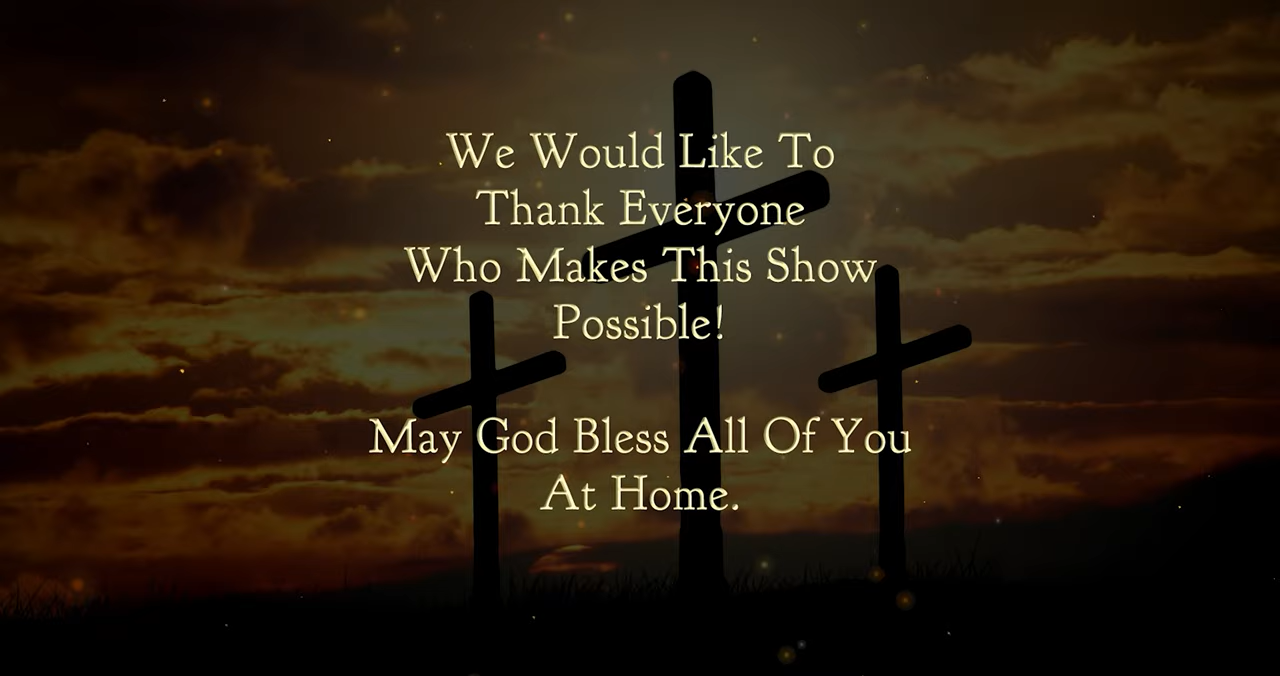 We Would Like To
Thank Everyone
Who Makes This Show
Possible!
May God Bless All Of You
At Home.